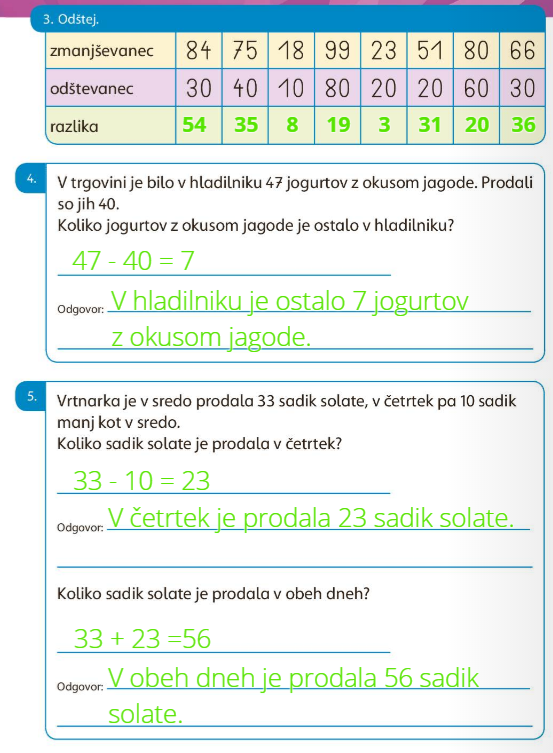 3. Odštej.
zmanjševanec 84 75 18 99 23 51 80 66
odštevanec 30 40 10 80 20 20 60 30
razlika 54 35 8 19 3 31 20 36
4.
V trgovini je bilo v hladilniku 47 jogurtov z okusom jagode. Prodali
so jih 40.
Koliko jogurtov z okusom jagode je ostalo v hladilniku?
47 - 40 = 7
Odgovor: V hladilniku je ostalo 7 jogurtov
z okusom jagode.
5.
Vrtnarka je v sredo prodala 33 sadik solate, v četrtek pa 10 sadik
manj kot v sredo.
Koliko sadik solate je prodala v četrtek?
33 - 10 = 23
Odgovor: V četrtek je prodala 23 sadik solate.
Koliko sadik solate je prodala v obeh dneh?
33 + 23 =56
Odgovor: V obeh dneh je prodala 56 sadik
solate.